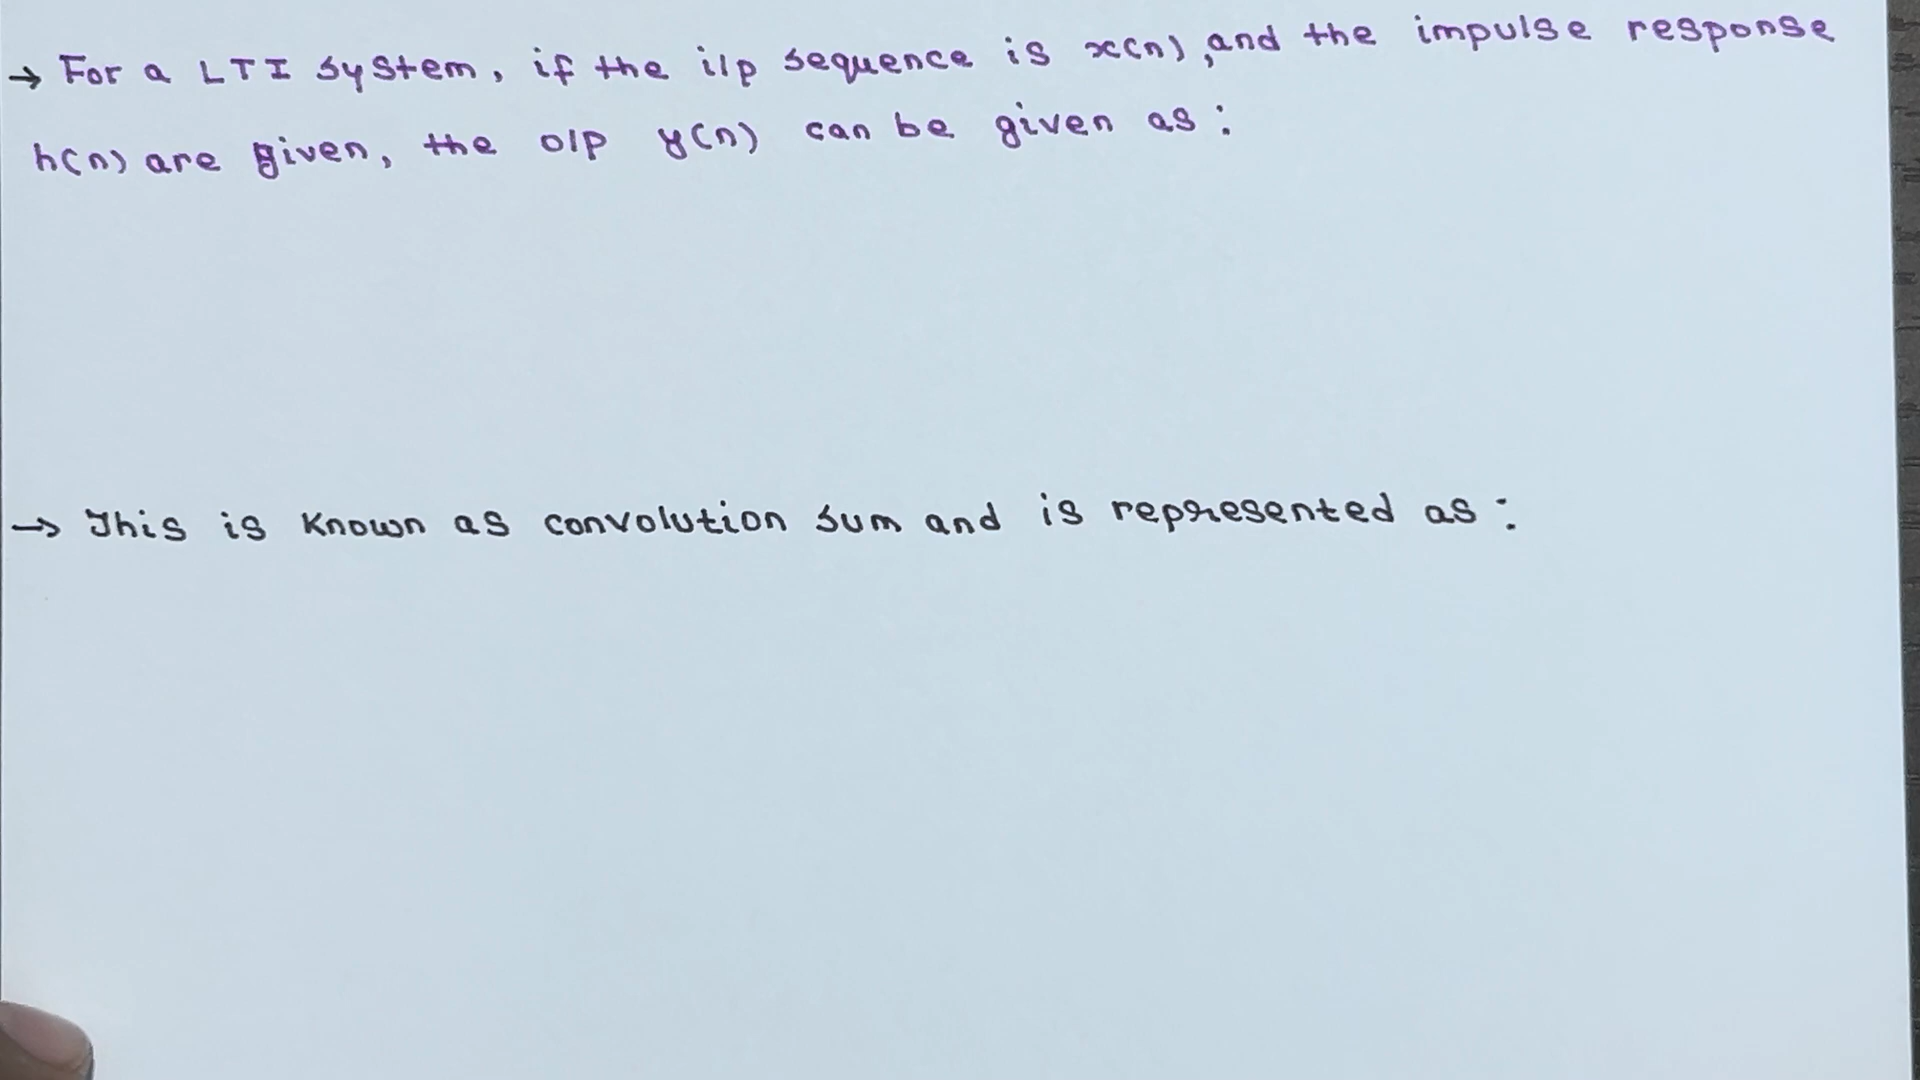 → For a LTI system, if the i/p sequence is x(n), and the impulse response
h(n) are given, the o/p y(n) can be given as :
→ This is known as convolution sum and is represented as :